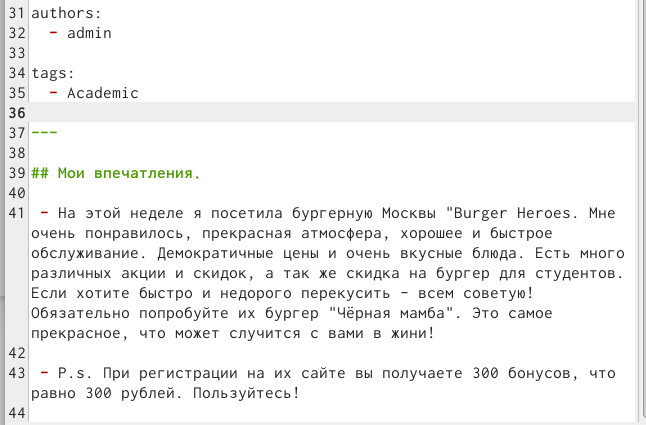 31 authors:
32   - admin
33
34 tags:
35   - Academic
36
37 ---
38
39 ## Мои впечатления.
40
41  - На этой неделе я посетила бургерную Москвы "Burger Heroes. Мне
очень понравилось, прекрасная атмосфера, хорошее и быстрое
обслуживание. Демократичные цены и очень вкусные блюда. Есть много
различных акции и скидок, а так же скидка на бургер для студентов.
Если хотите быстро и недорого перекусить - всем советую!
Обязательно попробуйте их бургер "Чёрная мамба". Это самое
прекрасное, что может случится с вами в жини!
42
43  - P.s. При регистрации на их сайте вы получаете 300 бонусов, что
равно 300 рублей. Пользуйтесь!
44